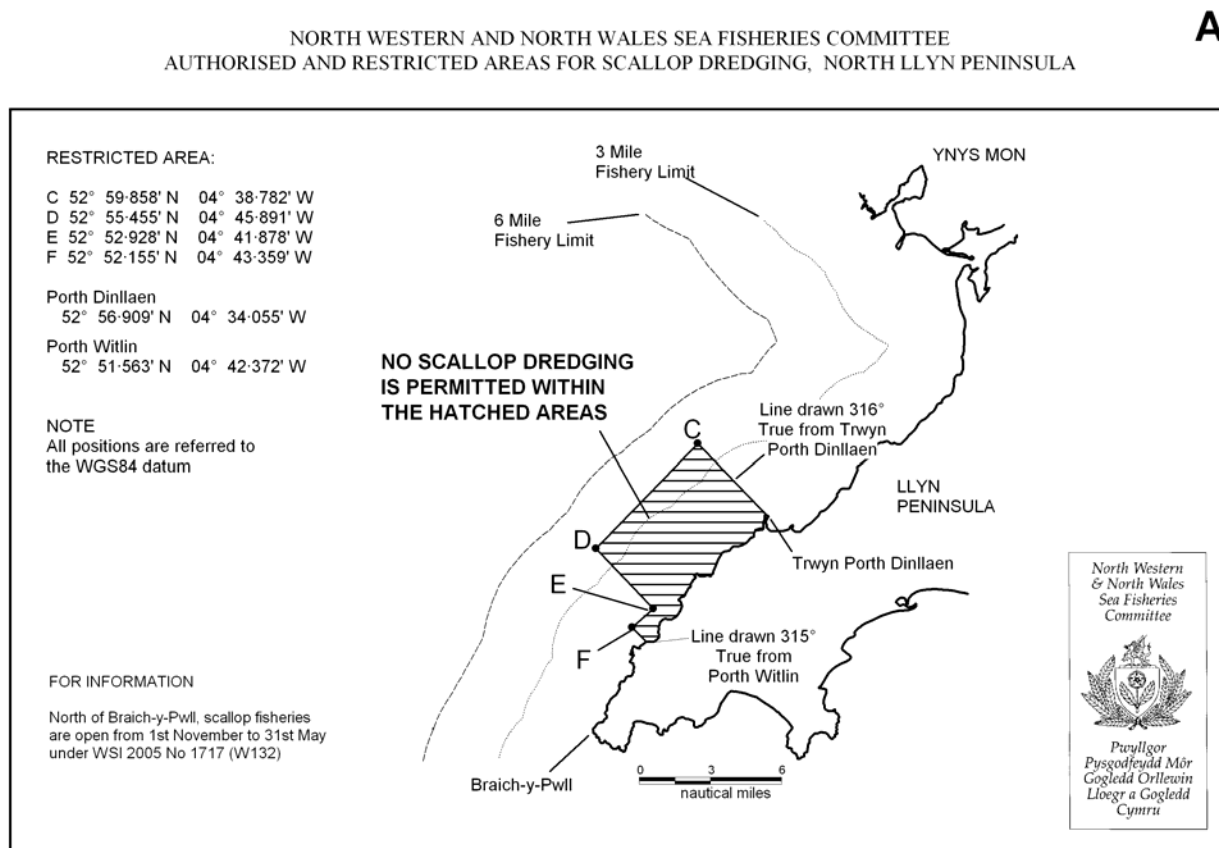 A
NORTH WESTERN AND NORTH WALES SEA FISHERIES COMMITTEE
AUTHORISED AND RESTRICTED AREAS FOR SCALLOP DREDGING, NORTH LLYN PENINSULA
RESTRICTED AREA:
C 52° 59·858' N 04° 38·782' W
D 52° 55·455' N 04° 45·891' W
E 52° 52·928' N 04° 41·878' W
F 52° 52·155' N 04° 43·359' W
Porth Dinllaen
52° 56·909' N 04° 34·055' W
Porth Witlin
52° 51·563' N 04° 42·372' W
NOTE
All positions are referred to
the WGS84 datum
FOR INFORMATION
North of Braich-y-Pwll, scallop fisheries
are open from 1st November to 31st May
under WSI 2005 No 1717 (W132)
3 Mile
Fishery Limit
6 Mile
Fishery Limit
YNYS MON
NO SCALLOP DREDGING
IS PERMITTED WITHIN
THE HATCHED AREAS
C
Line drawn 316°
True from Trwyn
Porth Dinllaen
LLYN
PENINSULA
D
Trwyn Porth Dinllaen
E
F
Line drawn 315°
True from
Porth Witlin
Braich-y-Pwll
0 3 6
nautical miles
North Western
& North Wales
Sea Fisheries
Committee
Pwyllgor
Pysgodfeydd Môr
Gogledd Orllewin
Lloegr a Gogledd
Cymru